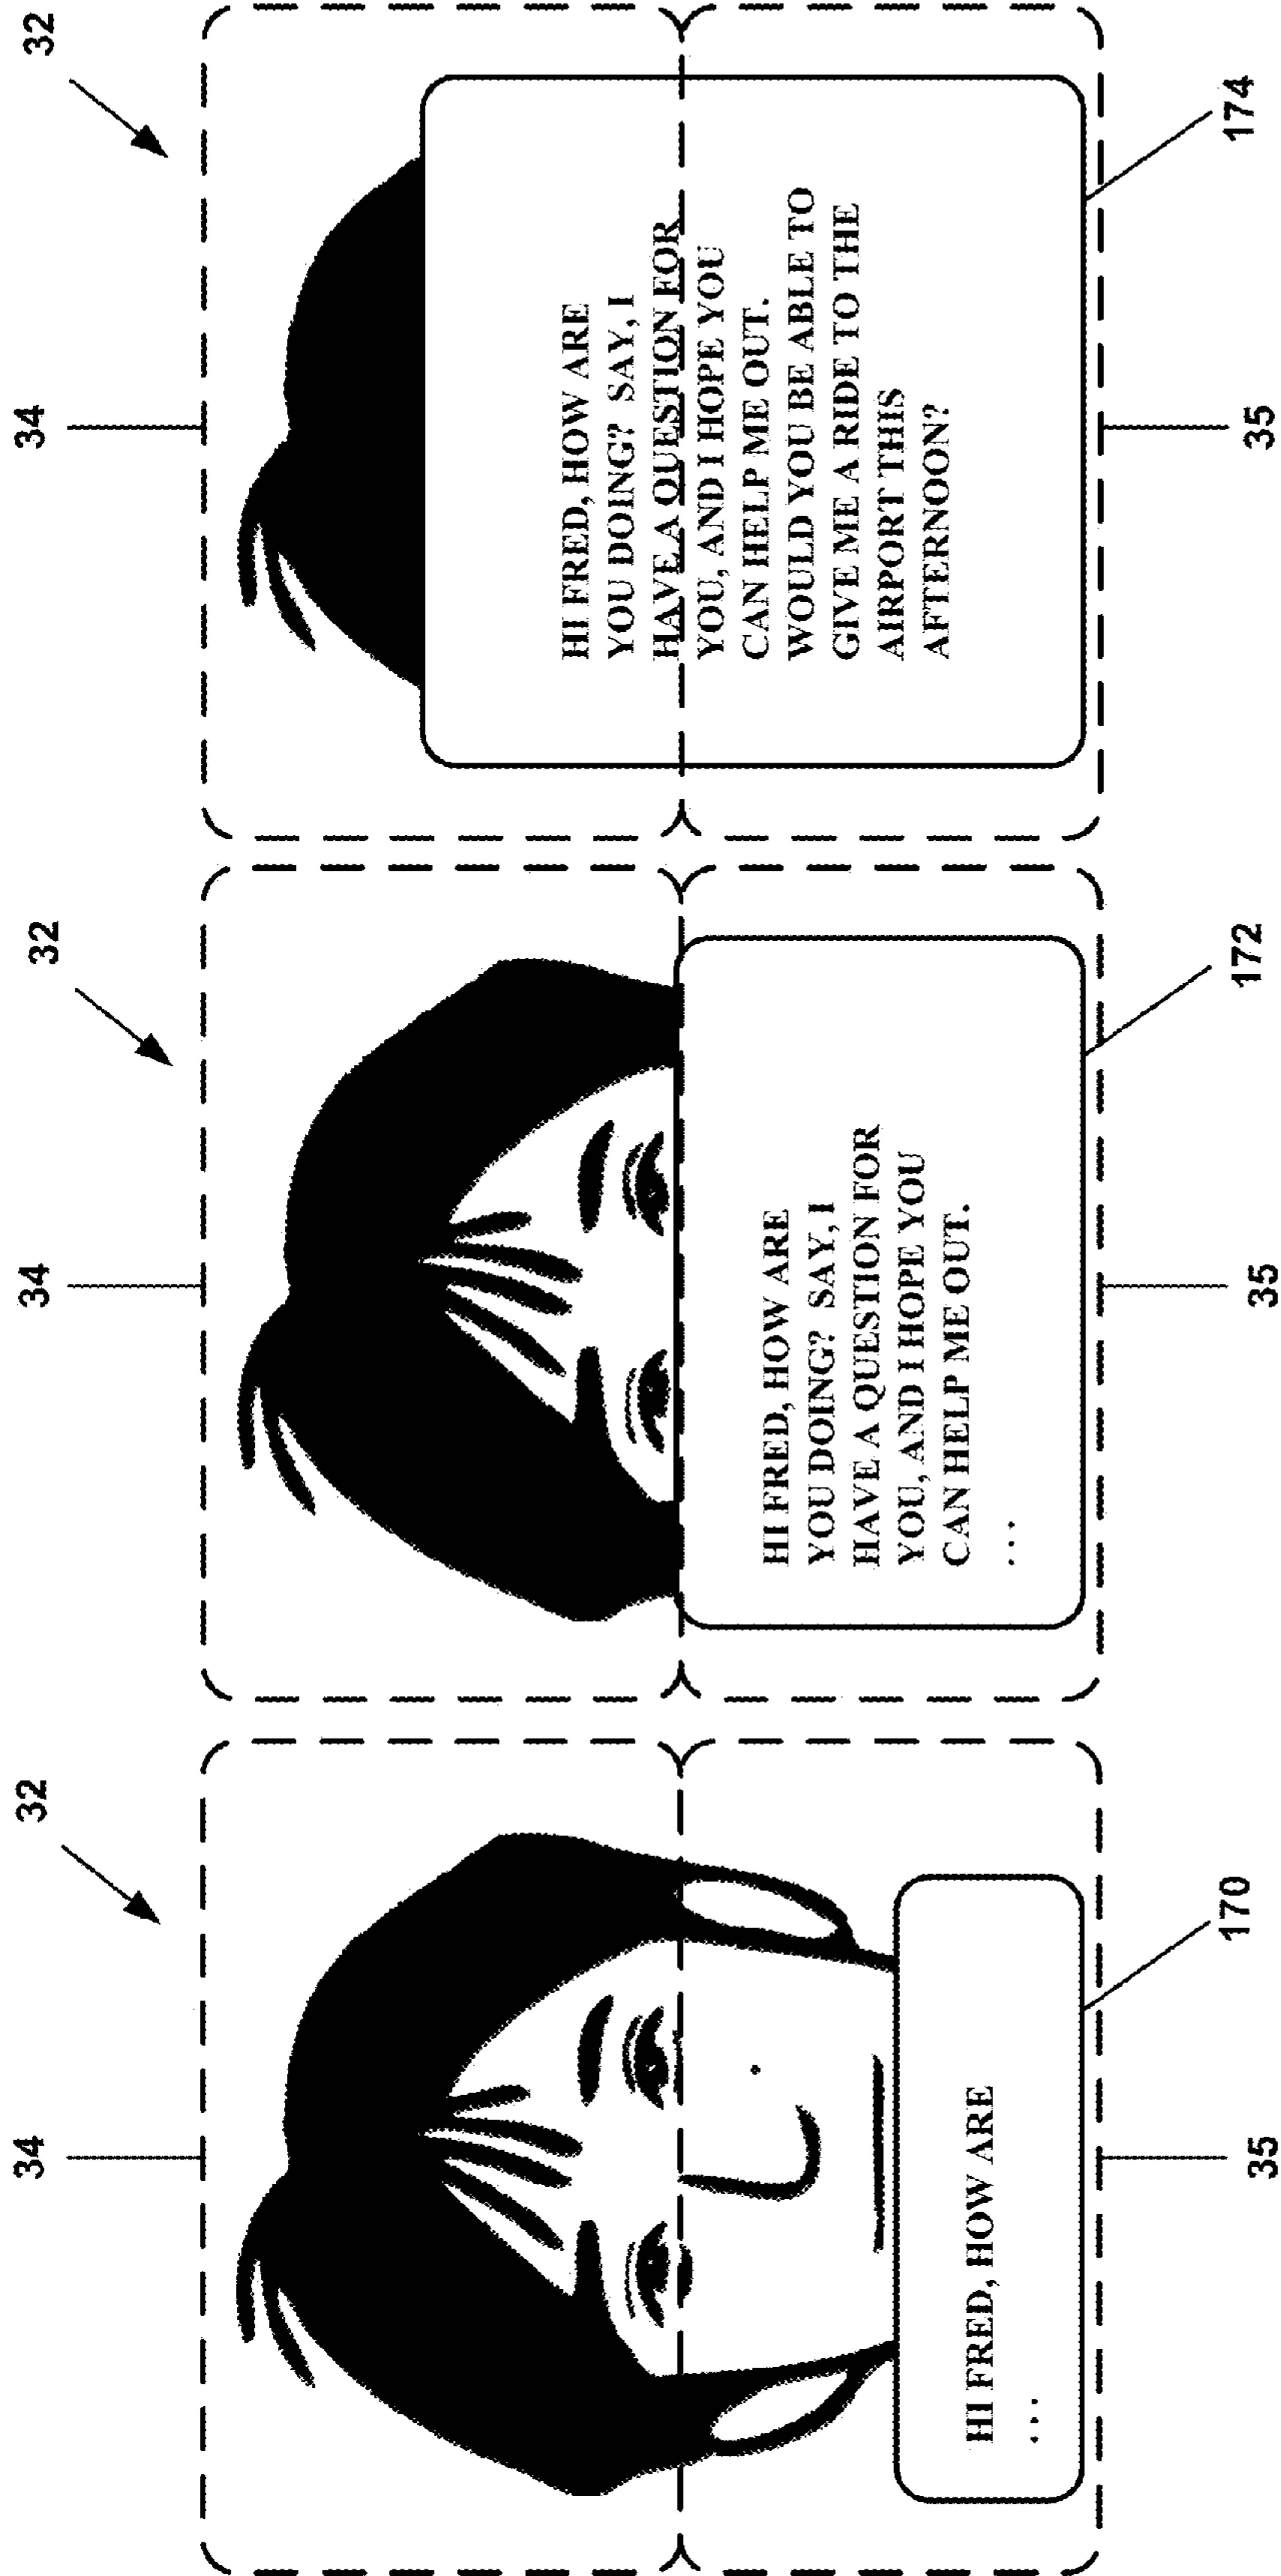 32
34
HI FRED, HOW ARE
...
170
35
32
34
HI FRED, HOW ARE
YOU DOING?  SAY, I
HAVE A QUESTION FOR
YOU, AND I HOPE YOU
CAN HELP ME OUT.
...
172
35
32
34
HI FRED, HOW ARE
YOU DOING?  SAY, I
HAVE A QUESTION FOR
YOU, AND I HOPE YOU
CAN HELP ME OUT.
WOULD YOU BE ABLE TO
GIVE ME A RIDE TO THE
AIRPORT THIS
AFTERNOON?
174
35